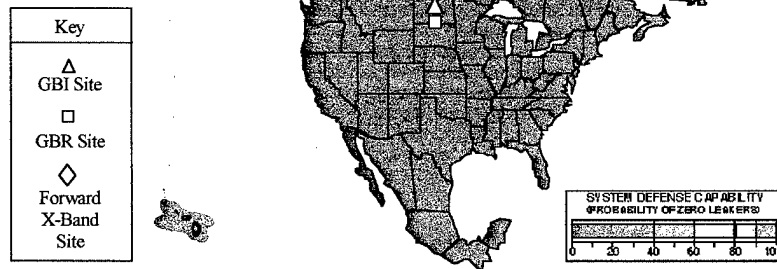 Key
GBI Site
GBR Site
Forward
X-Band
Site
SYSTEM DEFENSE CAPABILITY
(PROBABILITY OF ZERO LEAKERS)
0 20 40 60 80 100